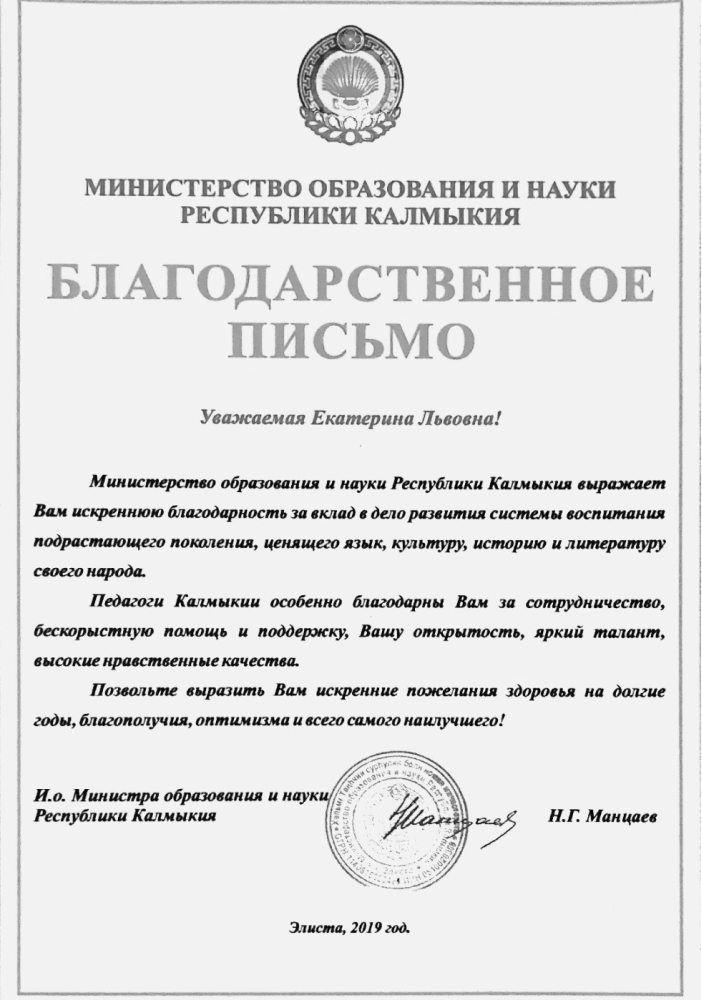 МИНИСТЕРСТВО ОБРАЗОВАНИЯ И НАУКИ
РЕСПУБЛИКИ КАЛМЫКИЯ
БЛАГОДАРСТВЕННОЕ
ПИСЬМО
Уважаемая Екатерина Львовна!
Министерство образования и науки Республики Калмыкия выражает
Вам искреннюю благодарность за вклад в дело развития системы воспитания
подрастающего поколения, ценящего язык, культуру, историю и литературу
своего народа.
Педагоги Калмыкии особенно благодарны Вам за сотрудничество,
бескорыстную помощь и поддержку, Вашу открытость, яркий талант,
высокие нравственные качества.
Позвольте выразить Вам искренние пожелания здоровья на долгие
годы, благополучия, оптимизма и всего самого наилучшего!
И.о. Министра образования и науки
Республики Калмыкия
Н.Г. Манцаев
Элиста, 2019 год.